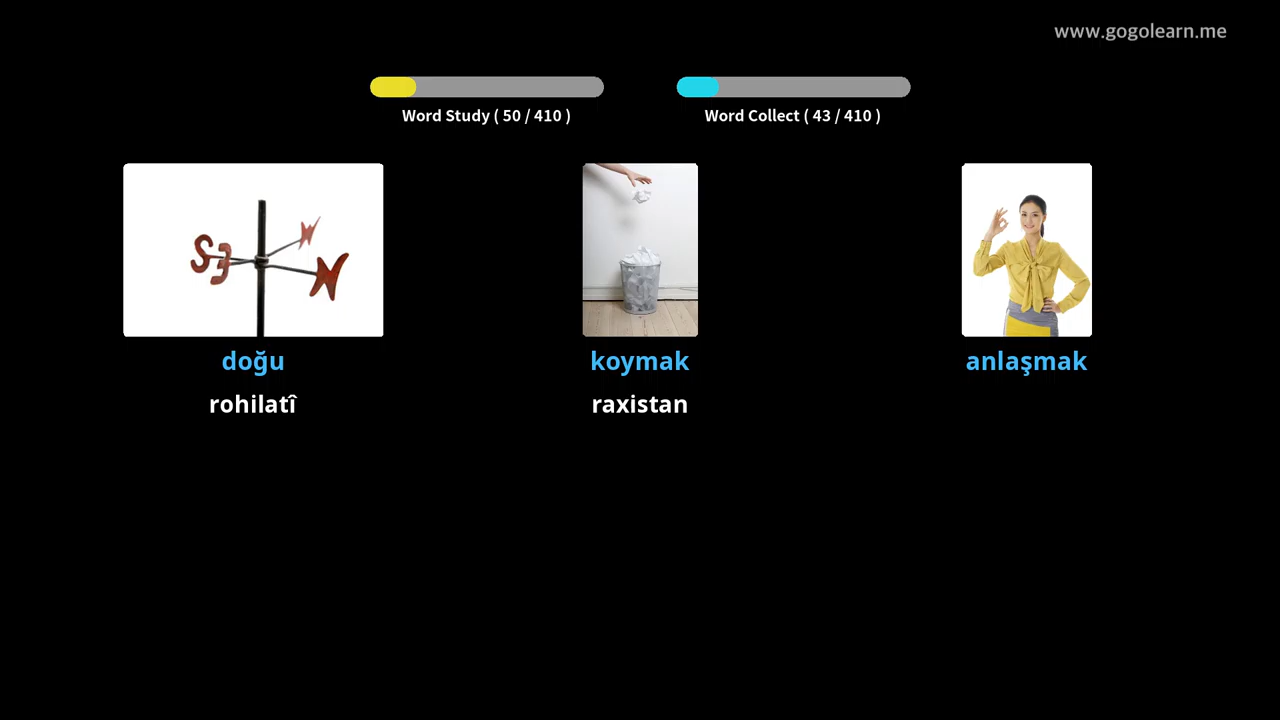 www.gogolearn.me
Word Study ( 50 / 410 )
Word Collect ( 43 / 410 )
S E N W
doğu
koymak
anlaşmak
rohilatî
raxistan